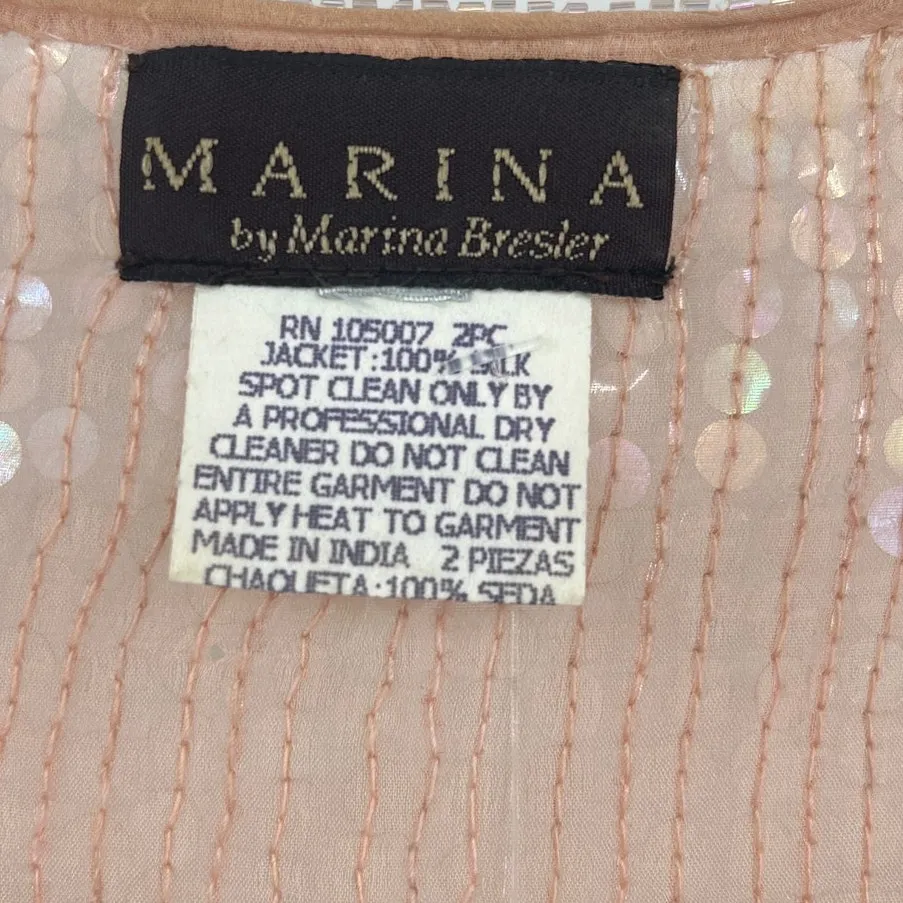 MARINA
by Marina Bresler
RN 105007 2PC
JACKET:100% SILK
SPOT CLEAN ONLY BY
A PROFESSIONAL DRY
CLEANER DO NOT CLEAN
ENTIRE GARMENT DO NOT
APPLY HEAT TO GARMENT
MADE IN INDIA 2 PIEZAS
CHAQUETA:100% SEDA